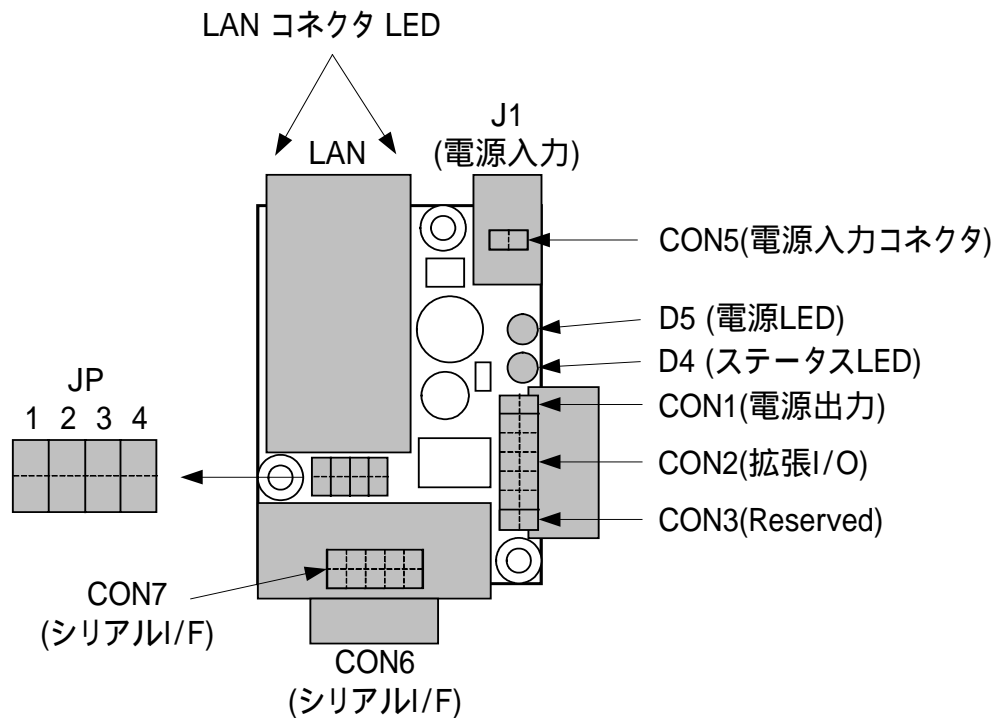 LAN コネクタ LED
J1
(電源入力)
LAN
CON5(電源入力コネクタ)
D5 (電源LED)
D4 (ステータスLED)
CON1(電源出力)
CON2(拡張I/O)
CON3(Reserved)
JP
1 2 3 4
CON7
(シリアルI/F)
CON6
(シリアルI/F)